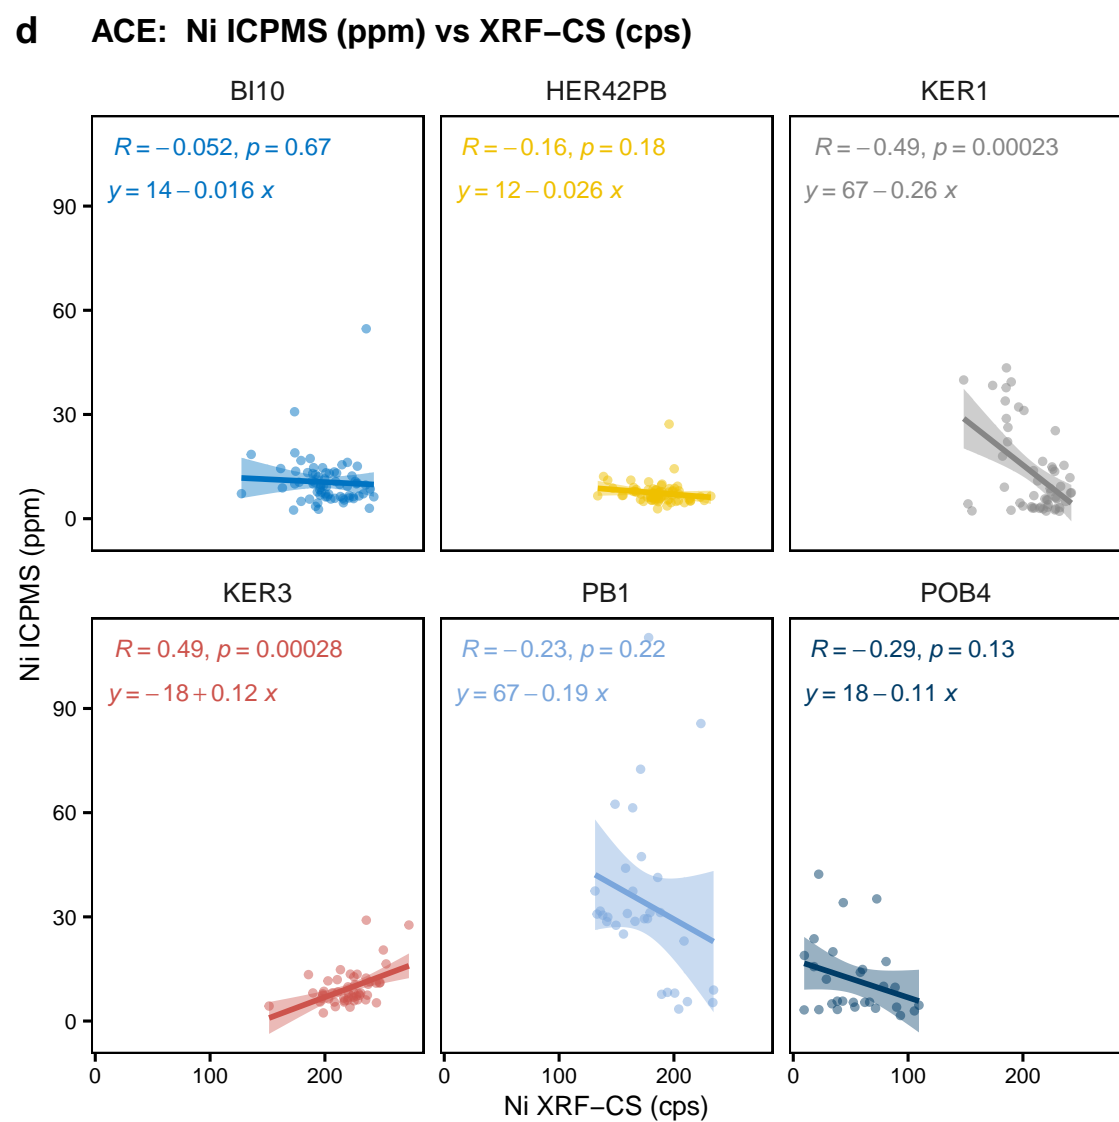 d ACE: Ni ICPMS (ppm) vs XRF−CS (cps)
BI10 HER42PB KER1
R = −0.052, p = 0.67 R = −0.16, p = 0.18 R = −0.49, p = 0.00023
y = 14 − 0.016 x y = 12 − 0.026 x y = 67 − 0.26 x
90
60
30
0
Ni ICPMS (ppm)
KER3 PB1 POB4
R = 0.49, p = 0.00028 R = −0.23, p = 0.22 R = −0.29, p = 0.13
y = −18 + 0.12 x y = 67 − 0.19 x y = 18 − 0.11 x
90
60
30
0
0 100 200 0 100 200 0 100 200
Ni XRF−CS (cps)